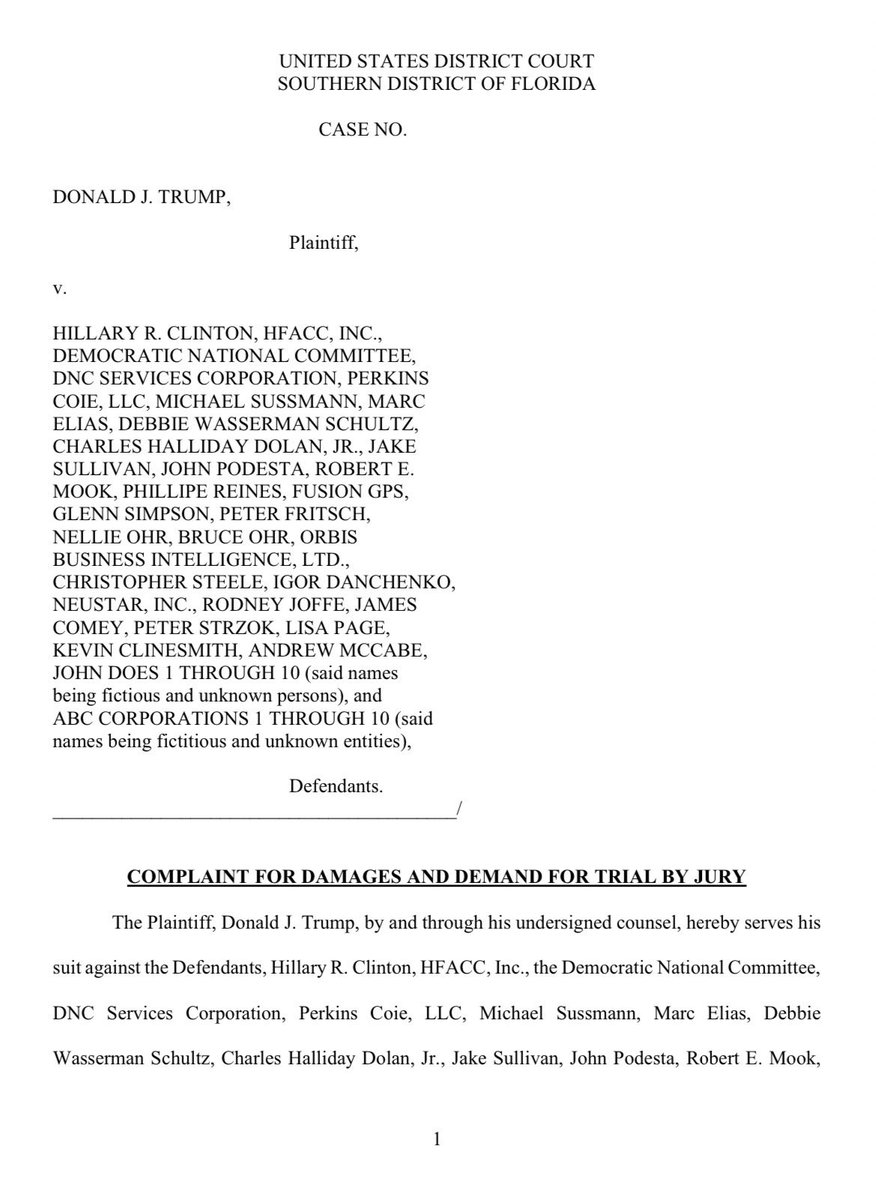 UNITED STATES DISTRICT COURT
SOUTHERN DISTRICT OF FLORIDA
CASE NO.
DONALD J. TRUMP,
Plaintiff,
v.
HILLARY R. CLINTON, HFACC, INC.,
DEMOCRATIC NATIONAL COMMITTEE,
DNC SERVICES CORPORATION, PERKINS
COIE, LLC, MICHAEL SUSSMANN, MARC
ELIAS, DEBBIE WASSERMAN SCHULTZ,
CHARLES HALLIDAY DOLAN, JR., JAKE
SULLIVAN, JOHN PODESTA, ROBERT E.
MOOK, PHILLIPE REINES, FUSION GPS,
GLENN SIMPSON, PETER FRITSCH,
NELLIE OHR, BRUCE OHR, ORBIS
BUSINESS INTELLIGENCE, LTD.,
CHRISTOPHER STEELE, IGOR DANCHENKO,
NEUSTAR, INC., RODNEY JOFFE, JAMES
COMEY, PETER STRZOK, LISA PAGE,
KEVIN CLINESMITH, ANDREW MCCABE,
JOHN DOES 1 THROUGH 10 (said names
being fictious and unknown persons), and
ABC CORPORATIONS 1 THROUGH 10 (said
names being fictitious and unknown entities),
Defendants.
________________________________________/
COMPLAINT FOR DAMAGES AND DEMAND FOR TRIAL BY JURY
The Plaintiff, Donald J. Trump, by and through his undersigned counsel, hereby serves his
suit against the Defendants, Hillary R. Clinton, HFACC, Inc., the Democratic National Committee,
DNC Services Corporation, Perkins Coie, LLC, Michael Sussmann, Marc Elias, Debbie
Wasserman Schultz, Charles Halliday Dolan, Jr., Jake Sullivan, John Podesta, Robert E. Mook,
1